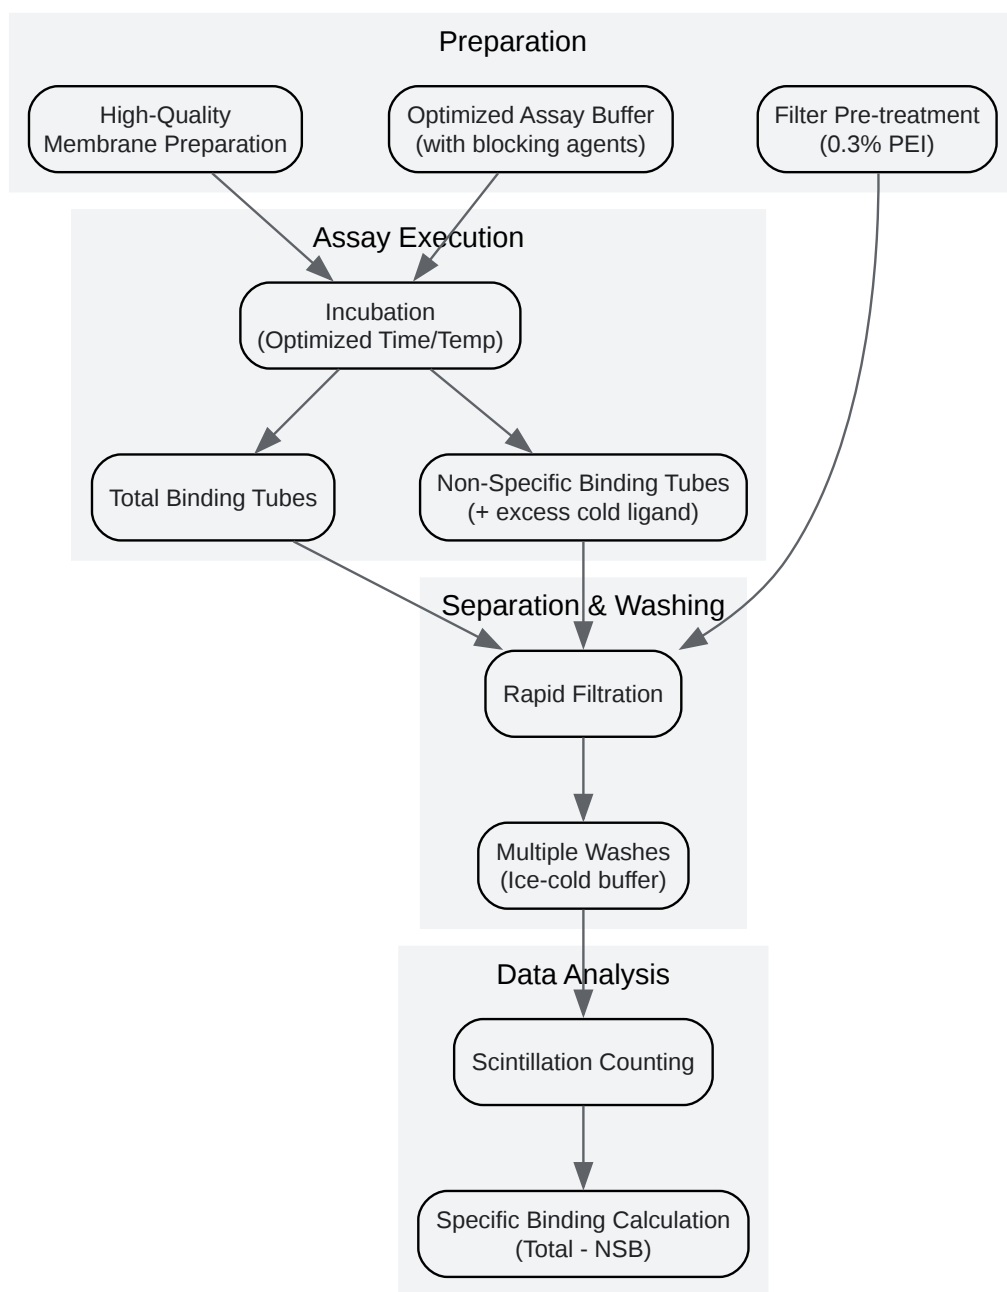 Preparation
High-Quality
Membrane Preparation
Optimized Assay Buffer
(with blocking agents)
Filter Pre-treatment
(0.3% PEI)
Assay Execution
Incubation
(Optimized Time/Temp)
Total Binding Tubes
Non-Specific Binding Tubes
(+ excess cold ligand)
Separation & Washing
Rapid Filtration
Multiple Washes
(Ice-cold buffer)
Data Analysis
Scintillation Counting
Specific Binding Calculation
(Total - NSB)